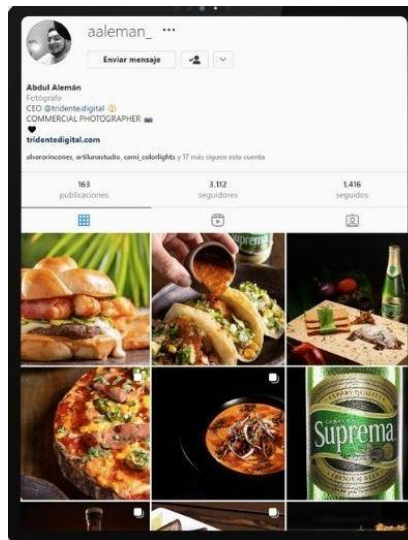 aaleman_ •••
Enviar mensaje
Abdul Alemán
Fotógrafo
CEO @tridente.digital
COMMERCIAL PHOTOGRAPHER
tridentedigital.com
alvarorincones, artilunastudio, cami_colorlights y 17 más siguen esta cuenta
163 3,112 1,416
publicaciones seguidores seguidos
Suprema